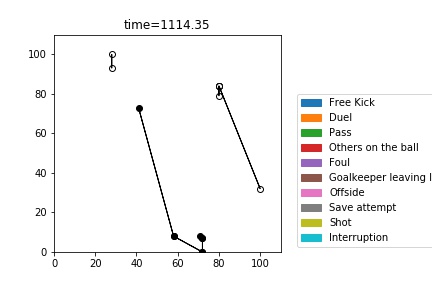 time=1114.35
100
80
60
40
20
0
0 20 40 60 80 100
Free Kick
Duel
Pass
Others on the ball
Foul
Goalkeeper leaving l
Offside
Save attempt
Shot
Interruption